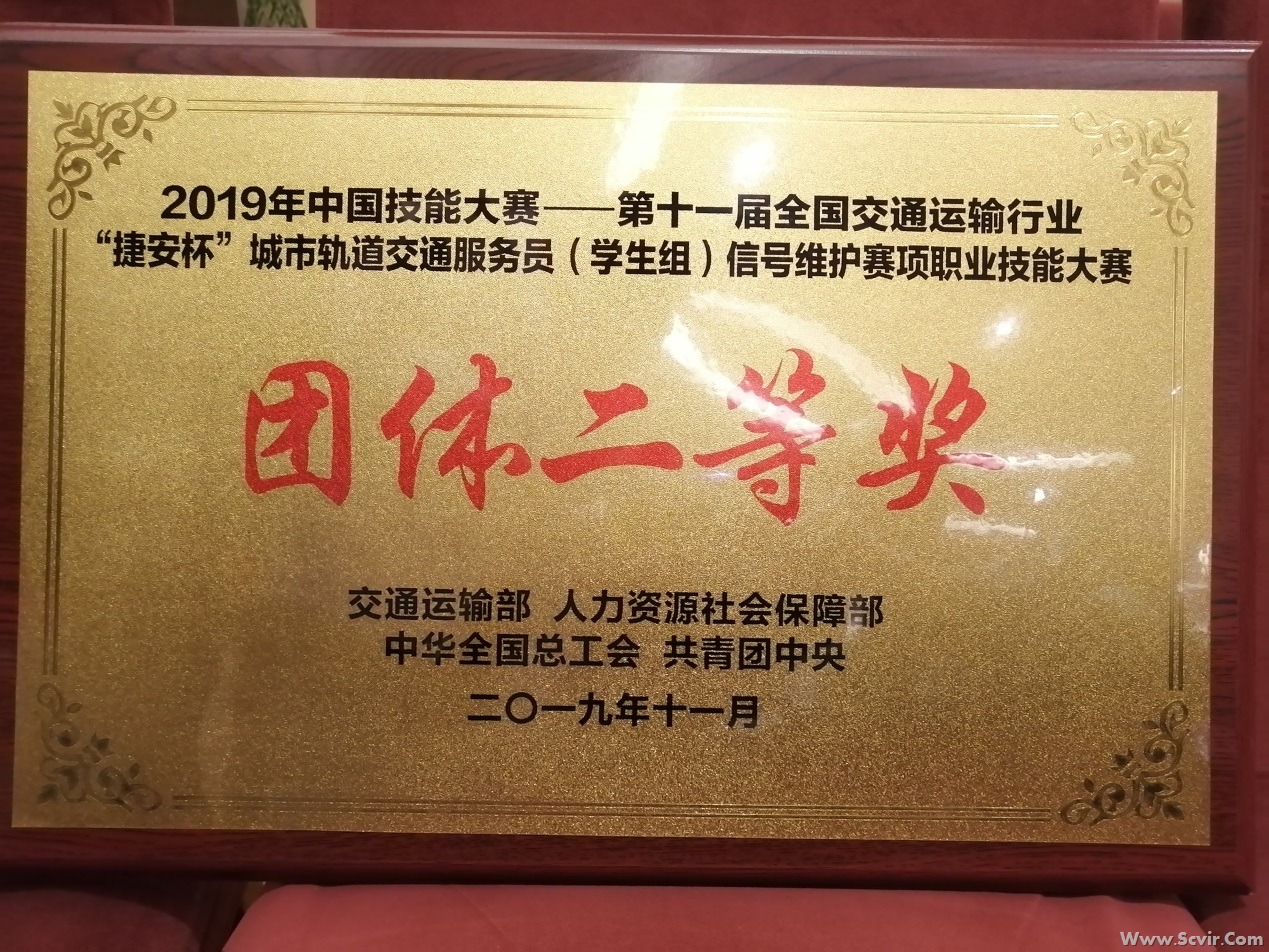 2019年中国技能大赛——第十一届全国交通运输行业
“捷安杯”城市轨道交通服务员（学生组）信号维护赛项职业技能大赛
团体二等奖
交通运输部 人力资源社会保障部
中华全国总工会 共青团中央
二〇一九年十一月
Www.Scvir.Com